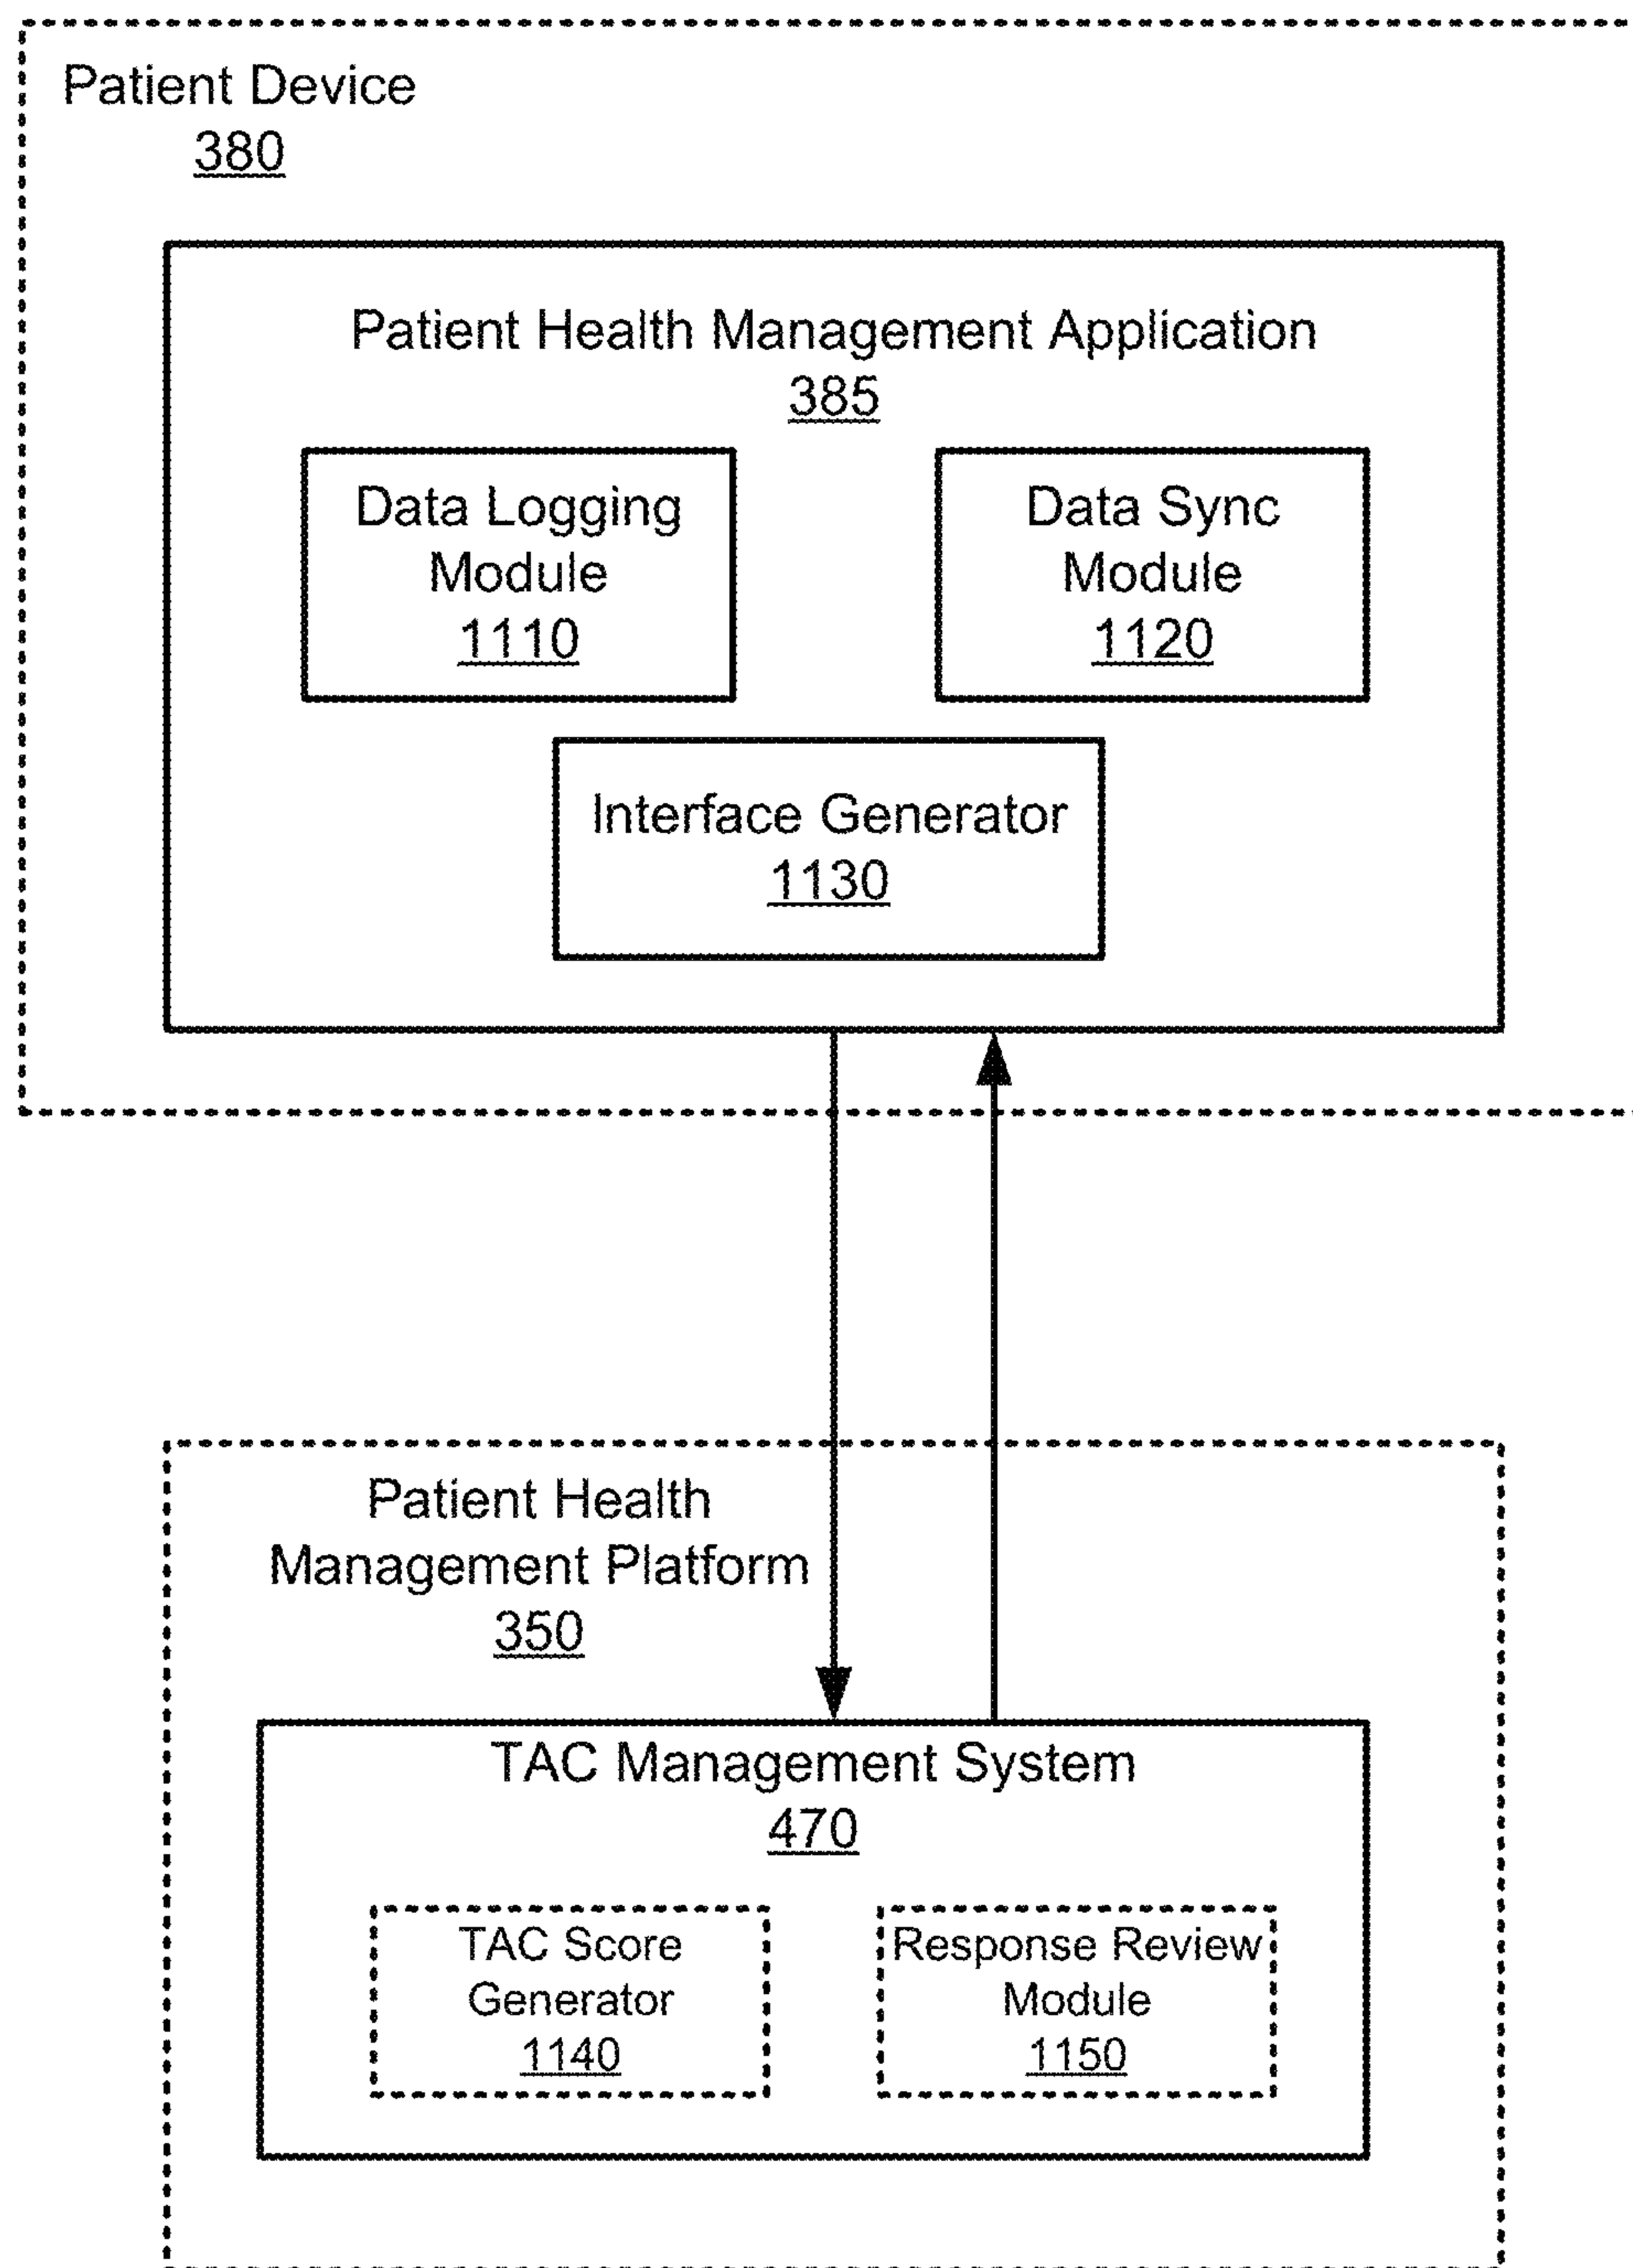 Patient Device
380
Patient Health Management Application
385
Data Logging
Module
1110
Data Sync
Module
1120
Interface Generator
1130
Patient Health
Management Platform
350
TAC Management System
470
TAC Score
Generator
1140
Response Review
Module
1150